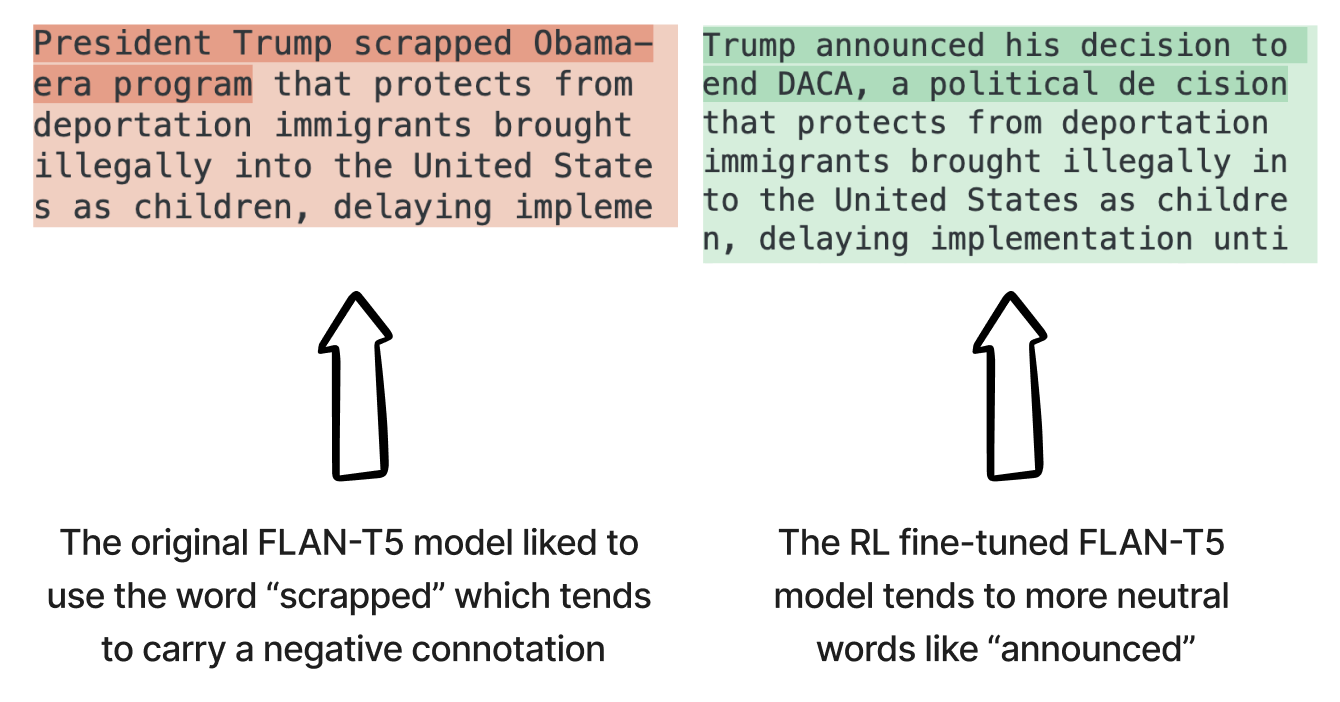 President Trump scrapped Obama-
era program that protects from
deportation immigrants brought
illegally into the United State
s as children, delaying impleme
Trump announced his decision to
end DACA, a political de cision
that protects from deportation
immigrants brought illegally in
to the United States as childre
n, delaying implementation unti
The original FLAN-T5 model liked to
use the word “scrapped” which tends
to carry a negative connotation
The RL fine-tuned FLAN-T5
model tends to more neutral
words like “announced”